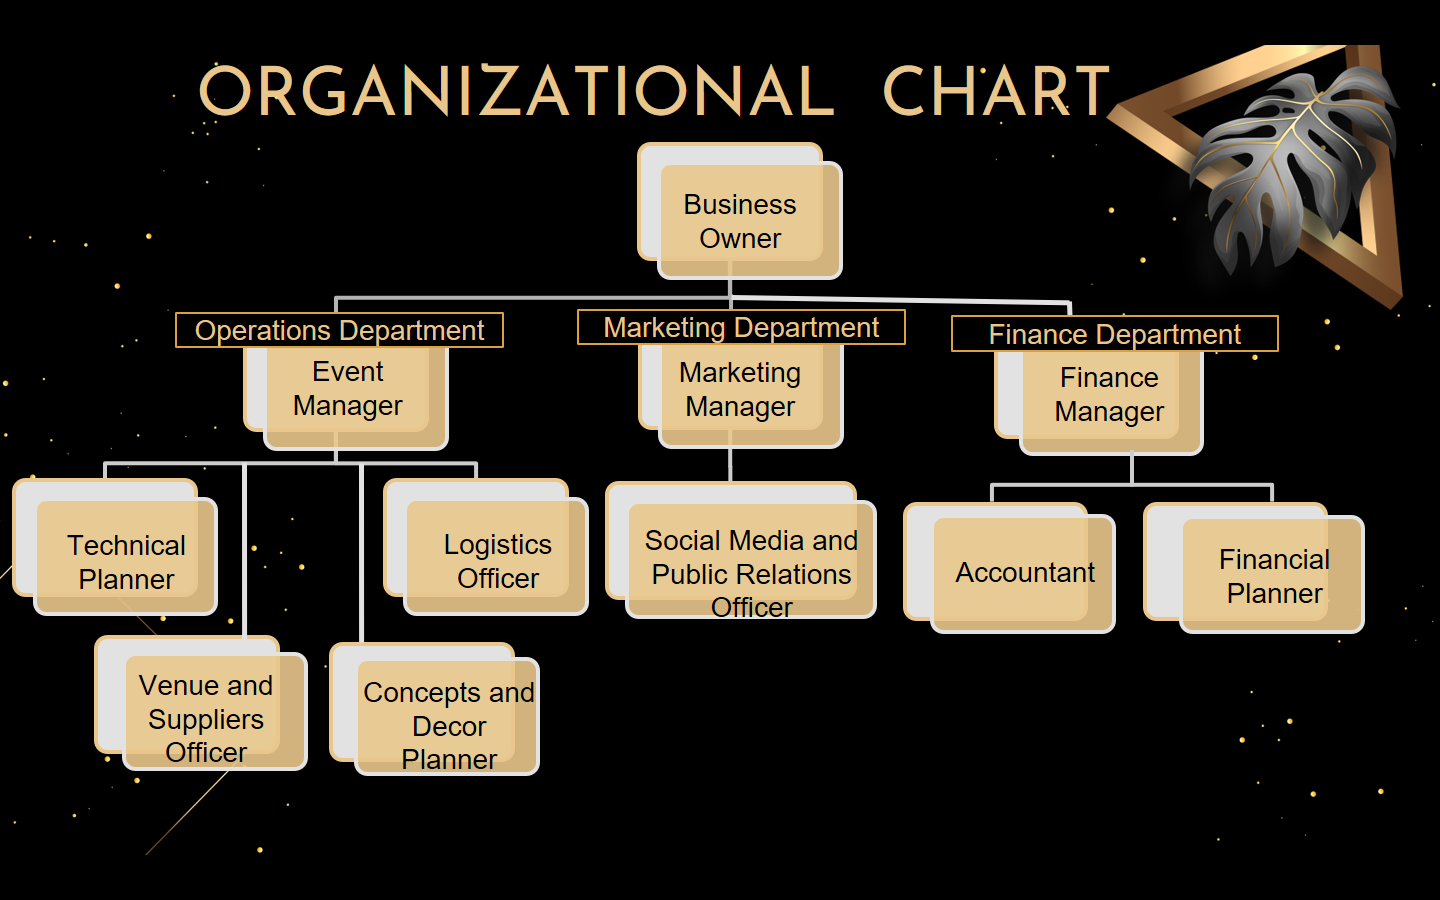 ORGANIZATIONAL CHART
Business
Owner
Operations Department
Marketing Department
Finance Department
Event
Manager
Marketing
Manager
Finance
Manager
Technical
Planner
Logistics
Officer
Social Media and
Public Relations
Officer
Accountant
Financial
Planner
Venue and
Suppliers
Officer
Concepts and
Decor
Planner